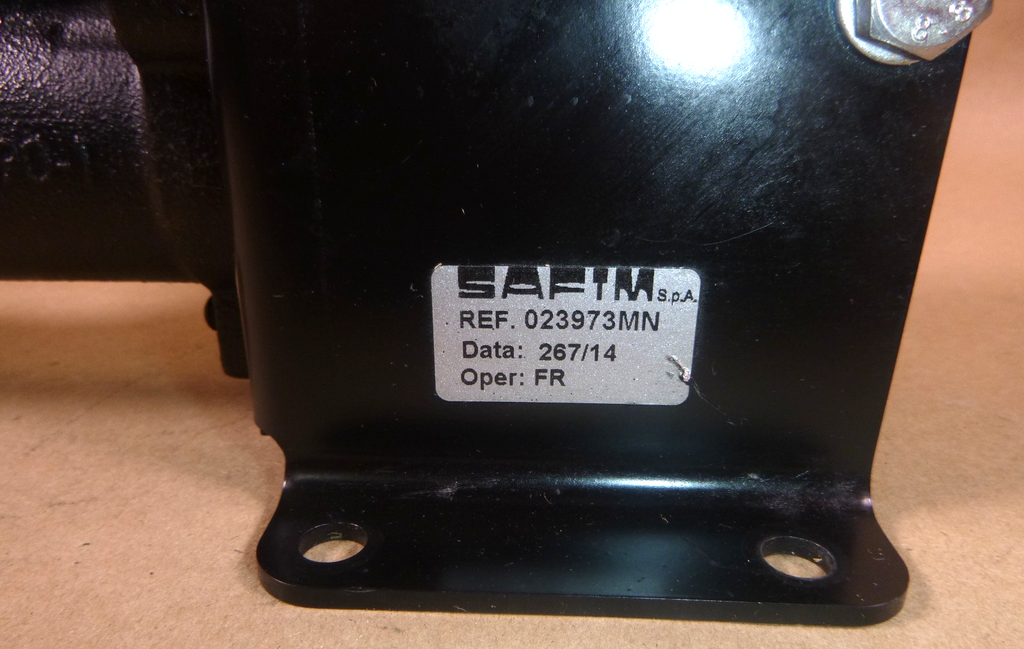 SAFIM S.p.A.
REF. 023973MN
Data: 267/14
Oper: FR